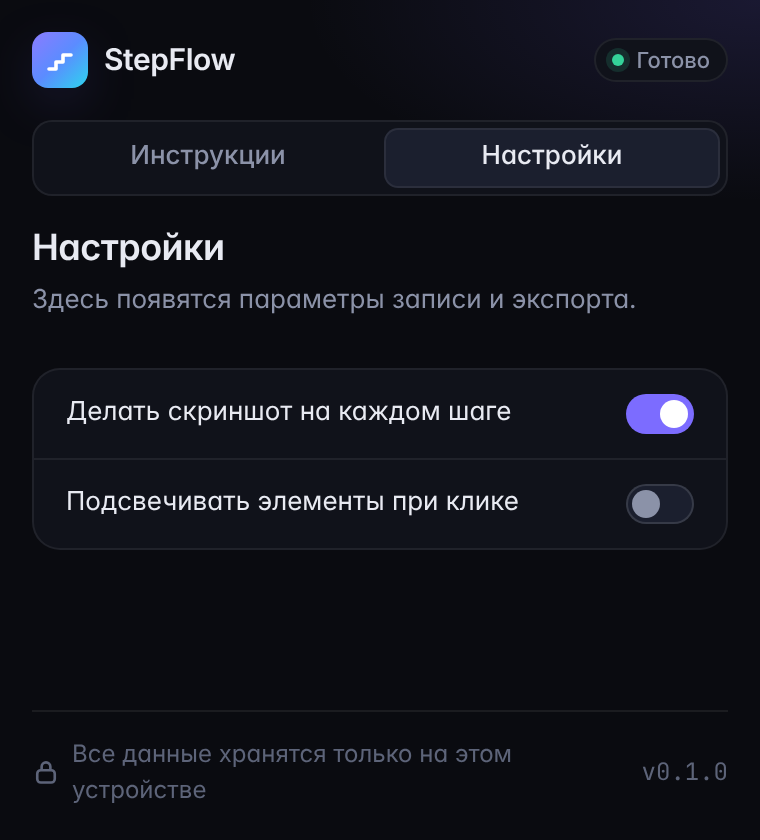 StepFlow
Готово
Инструкции
Настройки
Настройки
Здесь появятся параметры записи и экспорта.
Делать скриншот на каждом шаге
Подсвечивать элементы при клике
Все данные хранятся только на этом
устройстве
v0.1.0